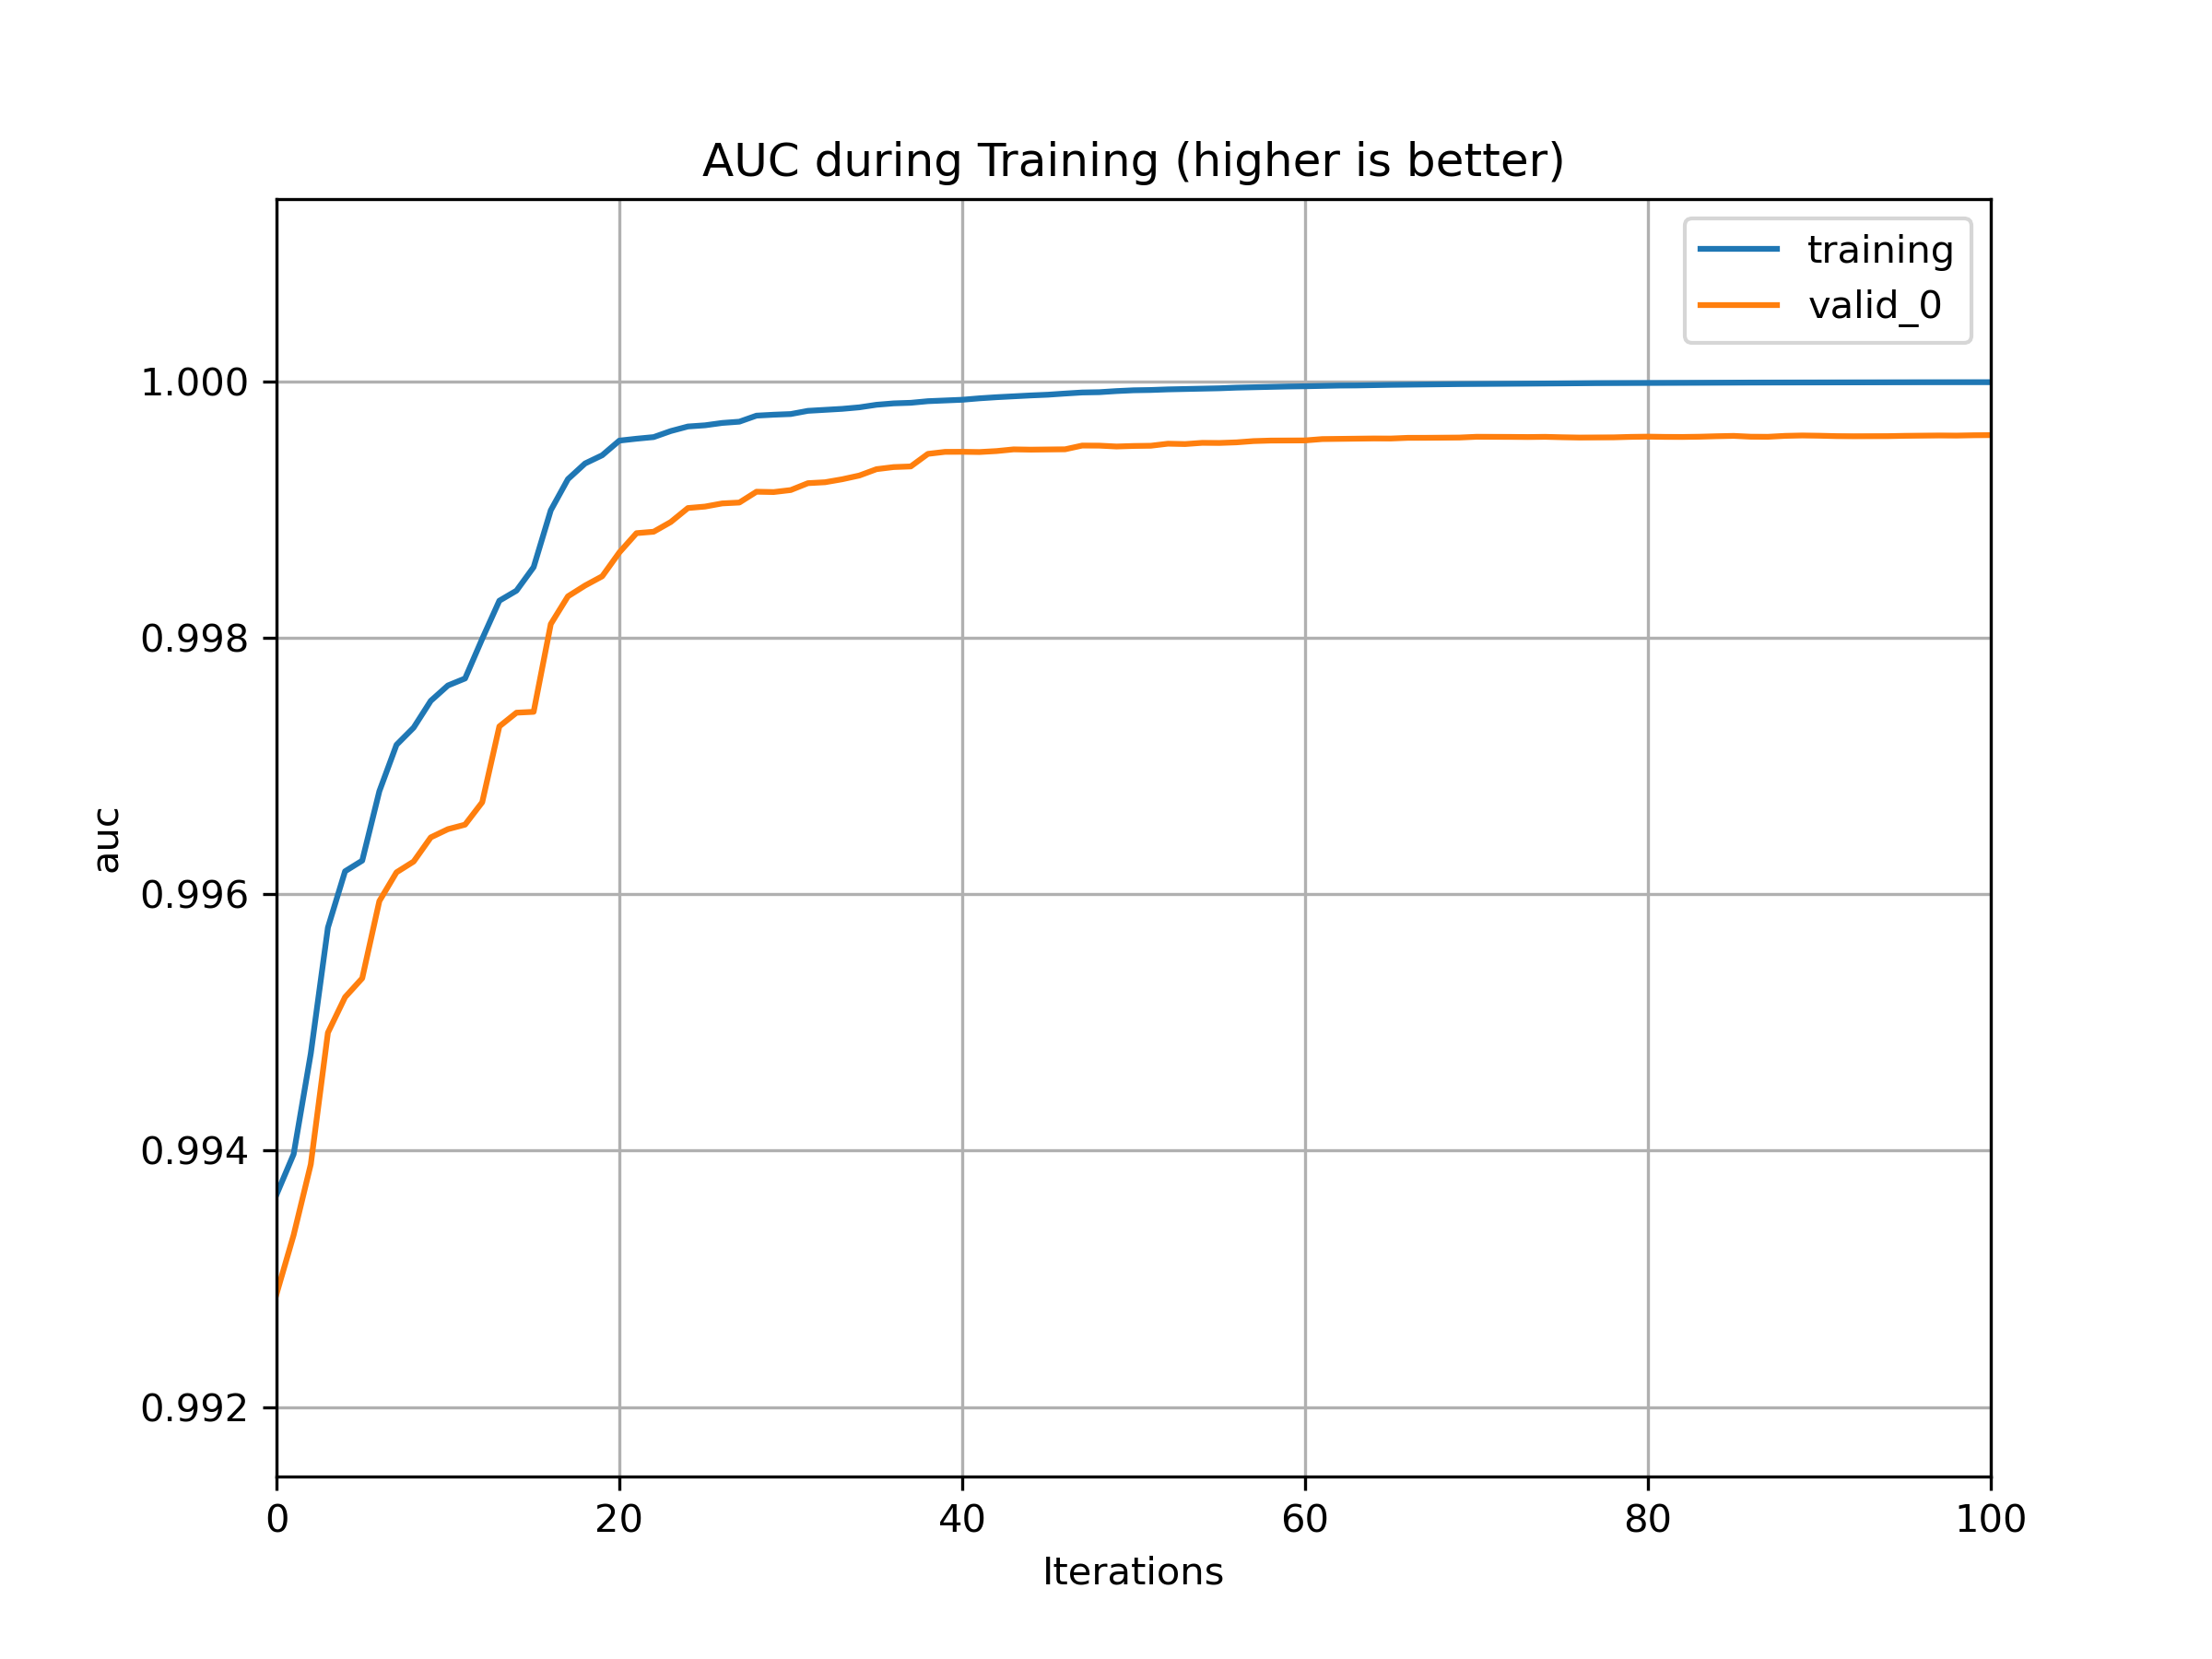 AUC during Training (higher is better)
training
valid_0
1.000
0.998
0.996
0.994
0.992
auc
0 20 40 60 80 100
Iterations